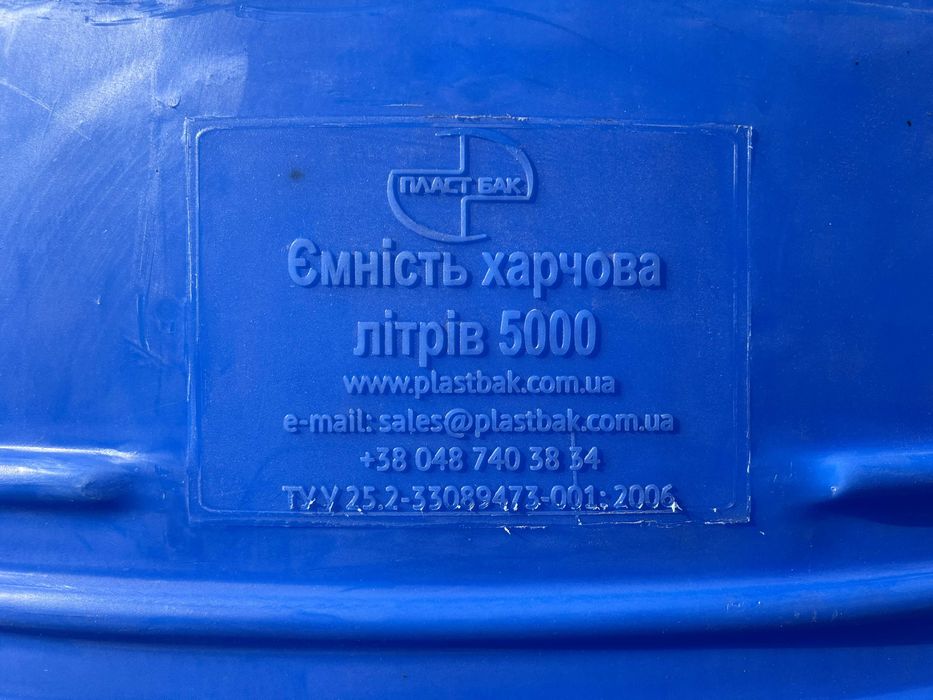 ПЛАСТ БАК
Ємність харчова
літрів 5000
www.plastbak.com.ua
e-mail: sales@plastbak.com.ua
+38 048 740 38 34
ТУ У 25.2-33089473-001: 2006